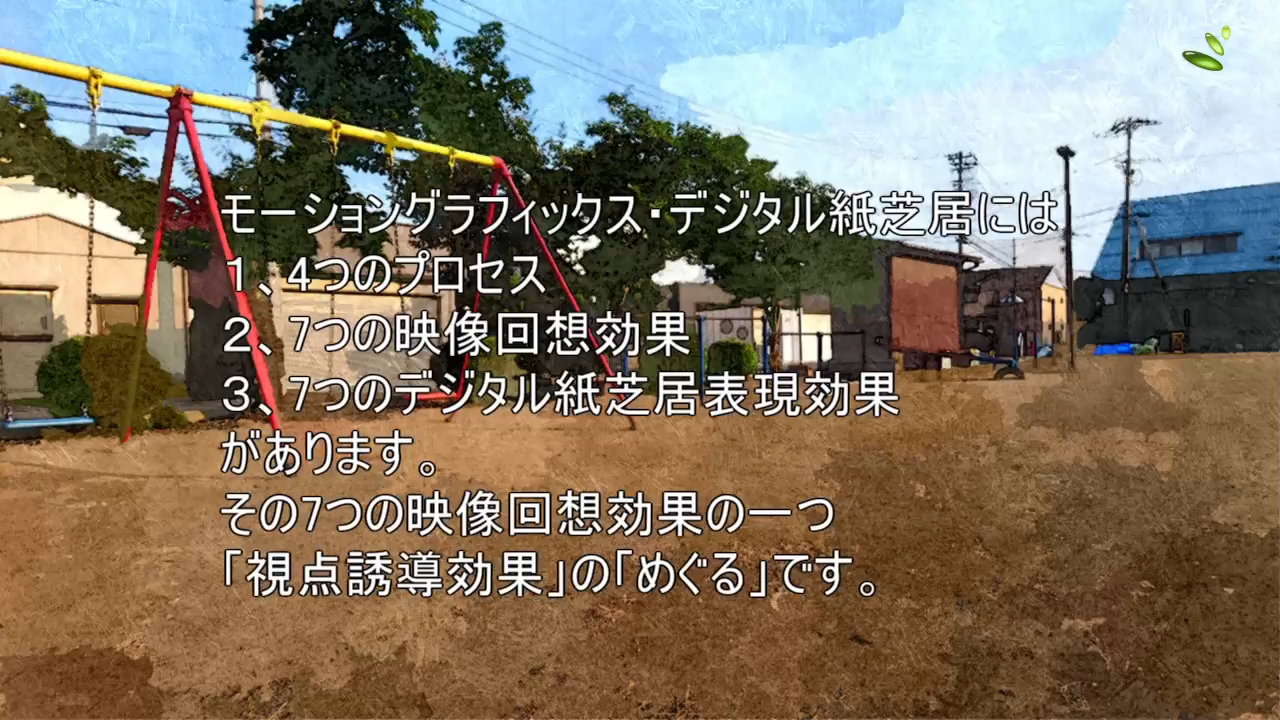 モーショングラフィックス・デジタル紙芝居には
１、4つのプロセス
２、7つの映像回想効果
３、7つのデジタル紙芝居表現効果
があります。
その7つの映像回想効果の一つ
「視点誘導効果」の「めぐる」です。